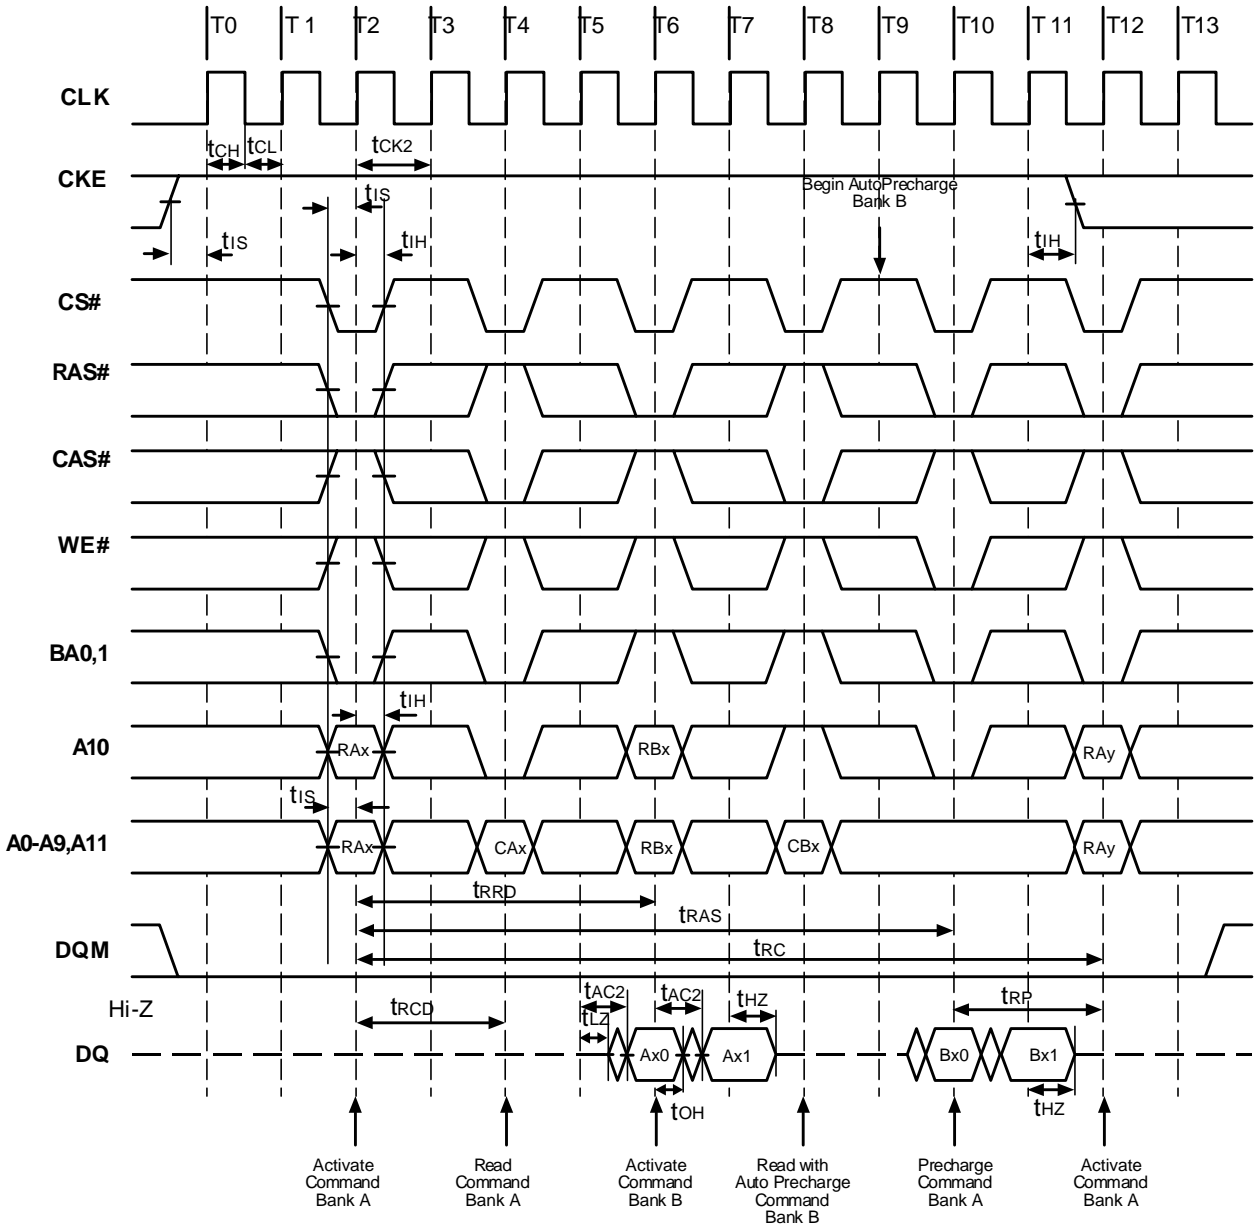 T0 T1 T2 T3 T4 T5 T6 T7 T8 T9 T10 T11 T12 T13
CLK
tCH tCL tCK2
CKE
Begin AutoPrecharge
Bank B
tIS
tIS tIH tIH
CS#
RAS#
CAS#
WE#
BA0,1
tIH
A10
RAx RBx RAy
tIS
A0-A9,A11
RAx CAx RBx CBx RAy
tRRD
tRAS
DQM
tRC
Hi-Z
tRCD tAC2 tAC2 tHZ tRP
tLZ
DQ
Ax0 Ax1 Bx0 Bx1
tOH tHZ
Activate
Command
Bank A
Read
Command
Bank A
Activate
Command
Bank B
Read with
Auto Precharge
Command
Bank B
Precharge
Command
Bank A
Activate
Command
Bank A